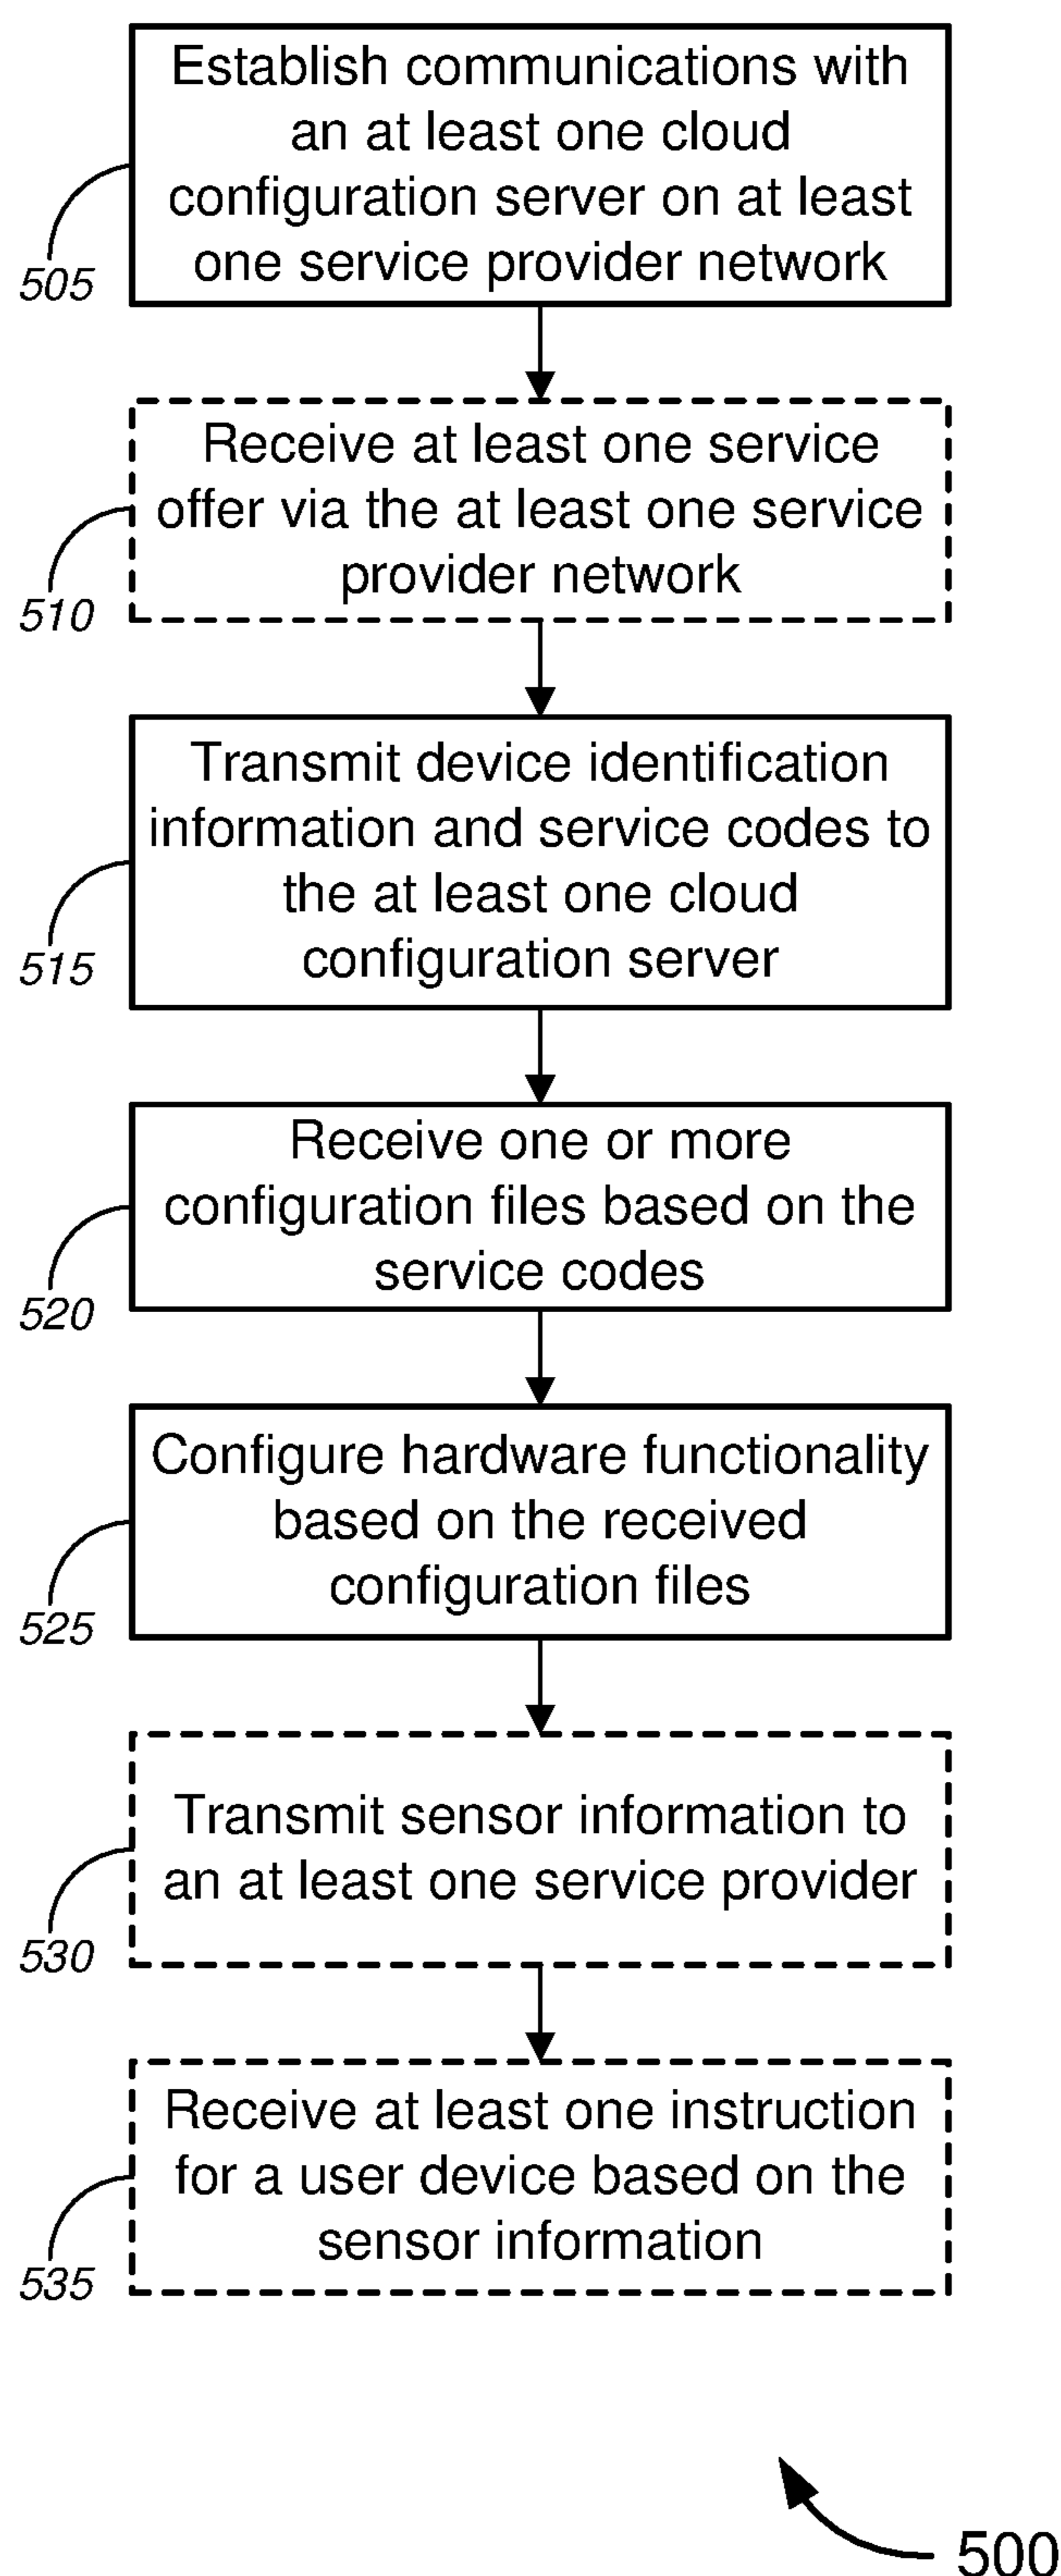 Establish communications with
an at least one cloud
configuration server on at least
one service provider network
505
Receive at least one service
offer via the at least one service
provider network
510
Transmit device identification
information and service codes to
the at least one cloud
configuration server
515
Receive one or more
configuration files based on the
service codes
520
Configure hardware functionality
based on the received
configuration files
525
Transmit sensor information to
an at least one service provider
530
Receive at least one instruction
for a user device based on the
sensor information
535
500